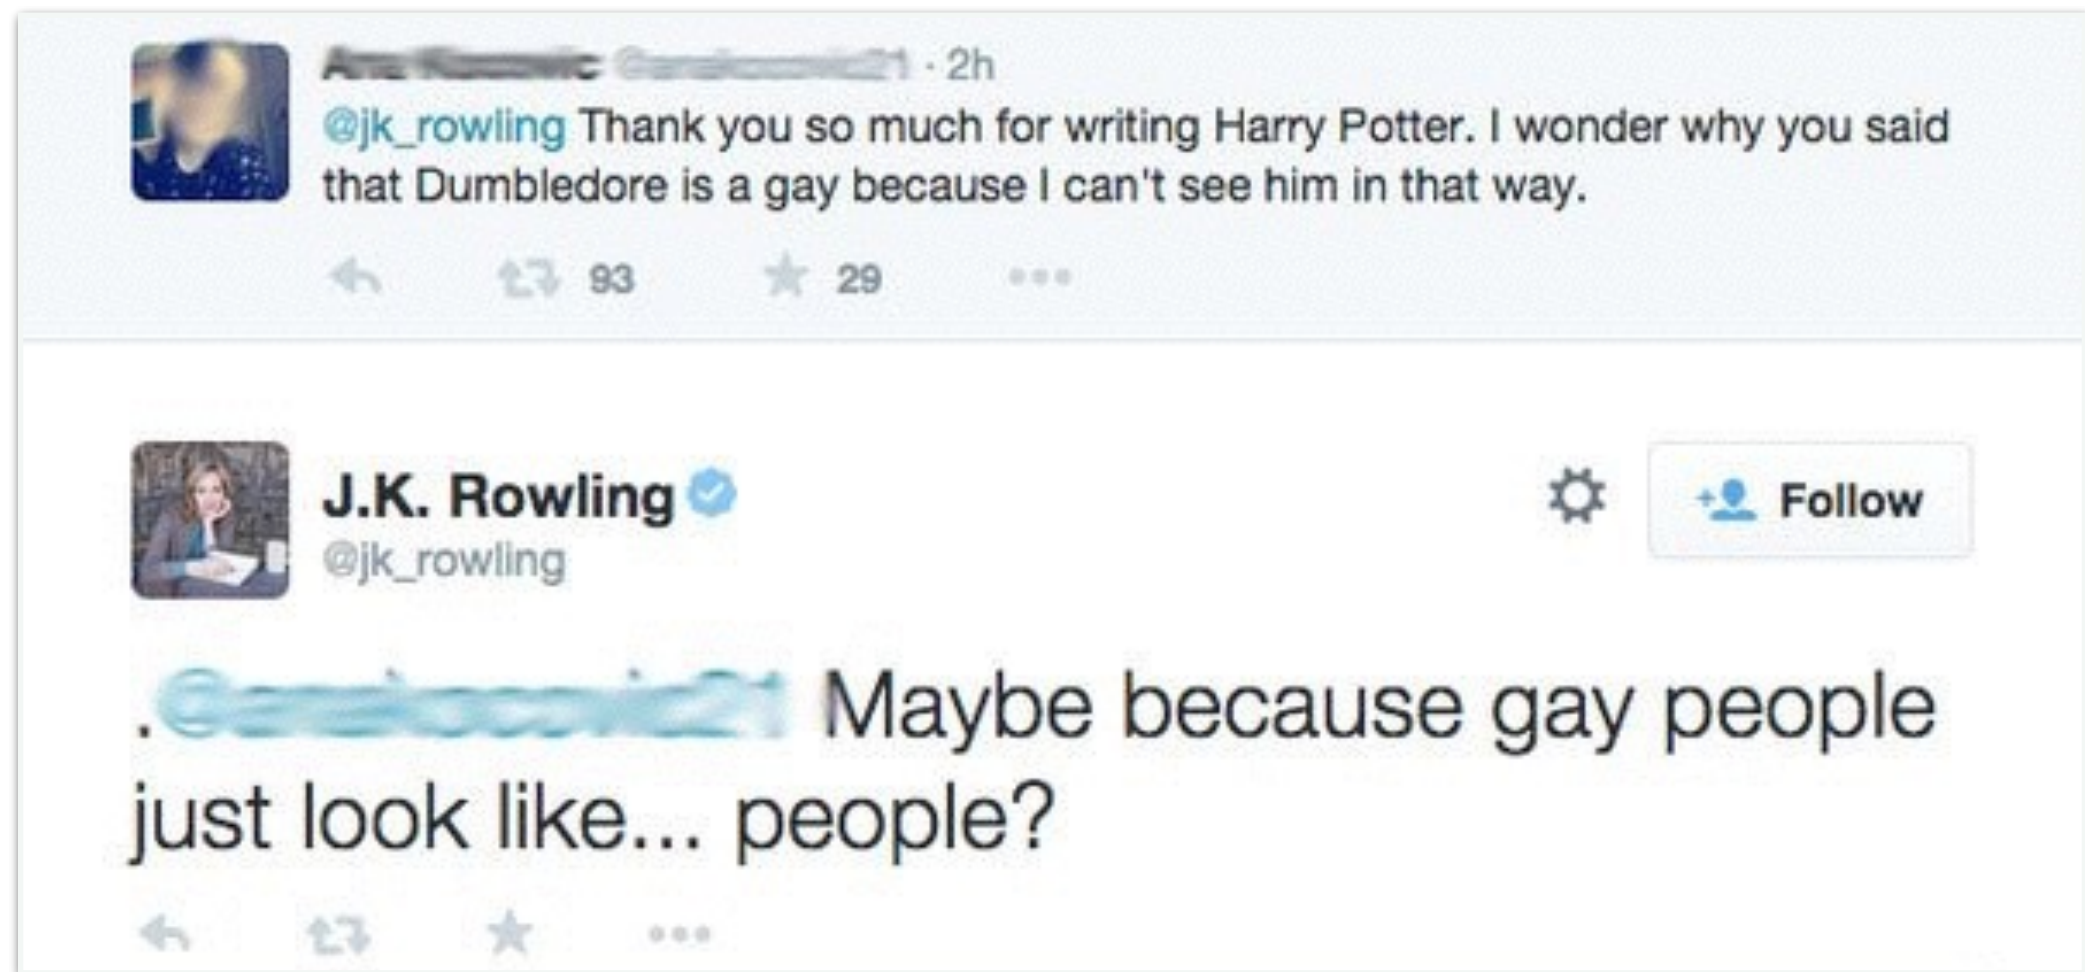 · 2h
@jk_rowling Thank you so much for writing Harry Potter. I wonder why you said
that Dumbledore is a gay because I can't see him in that way.
93 29
J.K. Rowling
Follow
@jk_rowling
. Maybe because gay people
just look like... people?